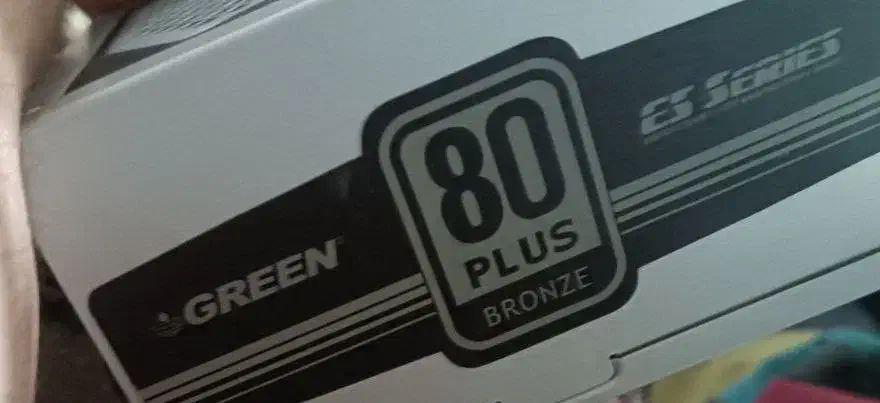 GREEN
80
PLUS
BRONZE
ES SERIES